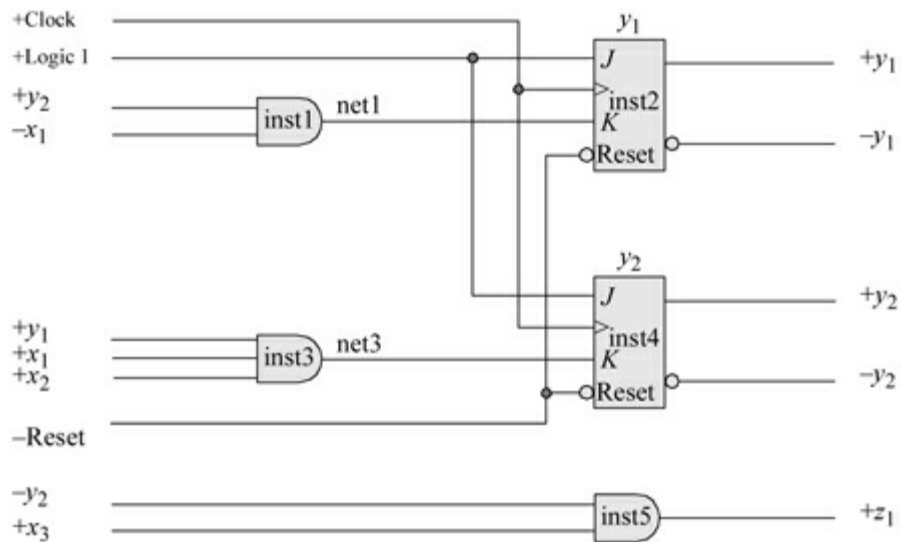 +Clock
y1
+Logic 1
J
+y1
+y2
inst1
net1
inst2
–x1
K
–y1
Reset
y2
J
+y2
+y1
inst3
net3
inst4
+x1
K
+x2
–y2
Reset
–Reset
–y2
inst5
+z1
+x3